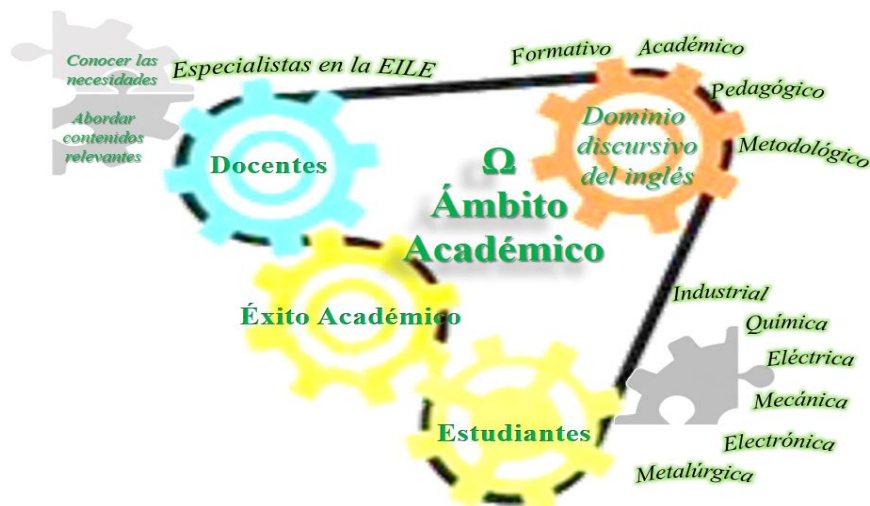 Conocer las
necesidades
Abordar
contenidos
relevantes
Especialistas en la EILE
Docentes
Formativo
Académico
Pedagógico
Metodológico
Dominio
discursivo
del inglés
Ω
Ámbito
Académico
Éxito Académico
Estudiantes
Industrial
Química
Eléctrica
Mecánica
Electrónica
Metalúrgica